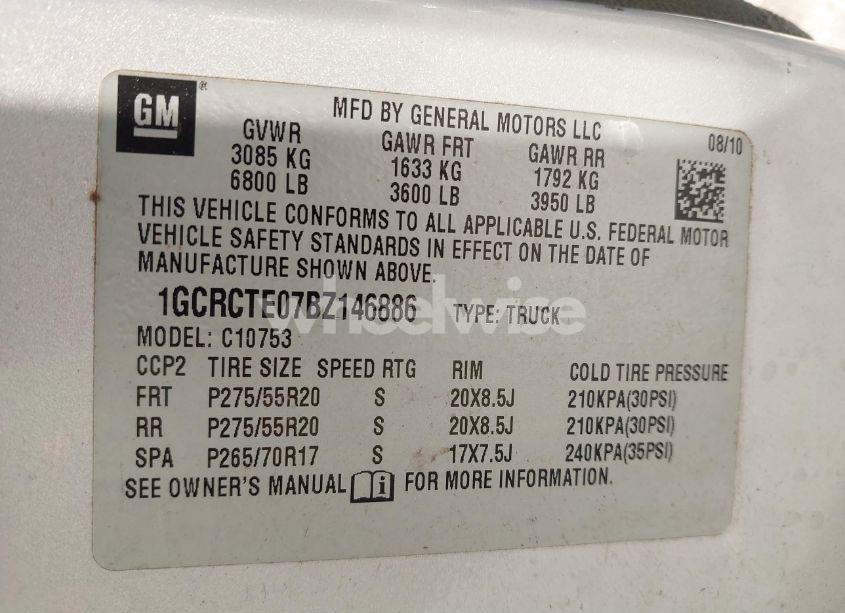 GM ®
MFD BY GENERAL MOTORS LLC
08/10
GVWR GAWR FRT GAWR RR
3085 KG 1633 KG 1792 KG
6800 LB 3600 LB 3950 LB
THIS VEHICLE CONFORMS TO ALL APPLICABLE U.S. FEDERAL MOTOR
VEHICLE SAFETY STANDARDS IN EFFECT ON THE DATE OF
MANUFACTURE SHOWN ABOVE.
1GCRCTE07BZ146886 TYPE: TRUCK
wheelwise
MODEL: C10753
CCP2 TIRE SIZE SPEED RTG RIM COLD TIRE PRESSURE
FRT P275/55R20 S 20X8.5J 210KPA(30PSI)
RR P275/55R20 S 20X8.5J 210KPA(30PSI)
SPA P265/70R17 S 17X7.5J 240KPA(35PSI)
SEE OWNER'S MANUAL i FOR MORE INFORMATION.